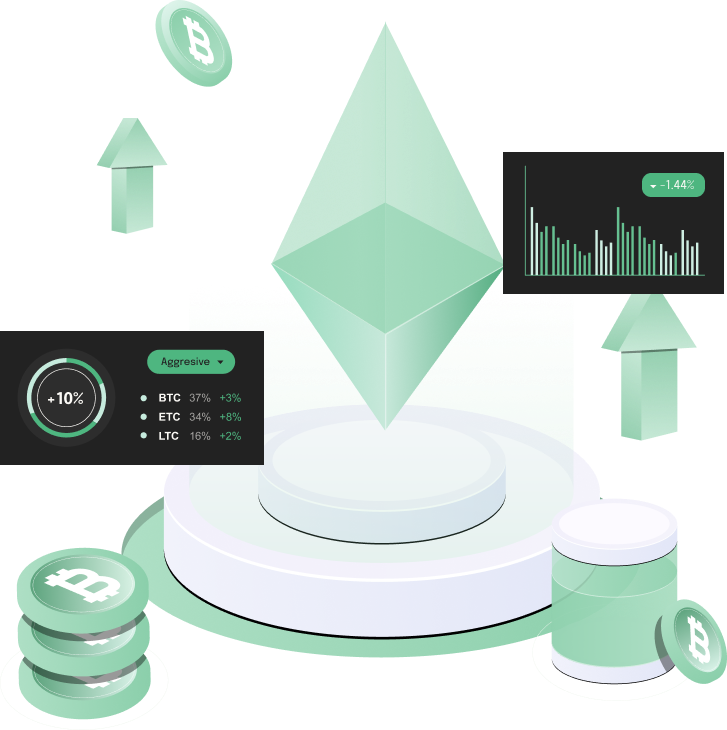 -1.44%
Aggresive
+10%
BTC 37% +3%
ETC 34% +8%
LTC 16% +2%